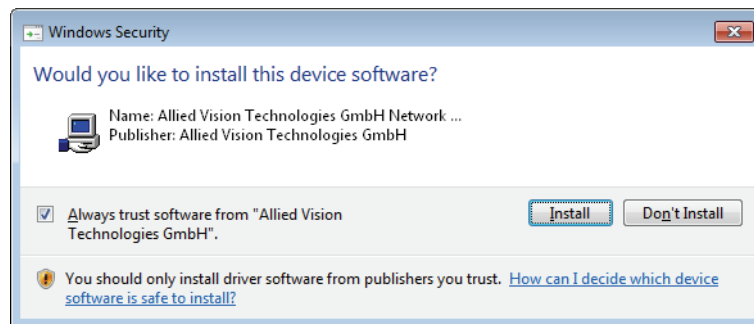 Windows Security
Would you like to install this device software?
Name: Allied Vision Technologies GmbH Network ...
Publisher: Allied Vision Technologies GmbH
Always trust software from "Allied Vision
Technologies GmbH".
Install
Don't Install
You should only install driver software from publishers you trust. How can I decide which device
software is safe to install?